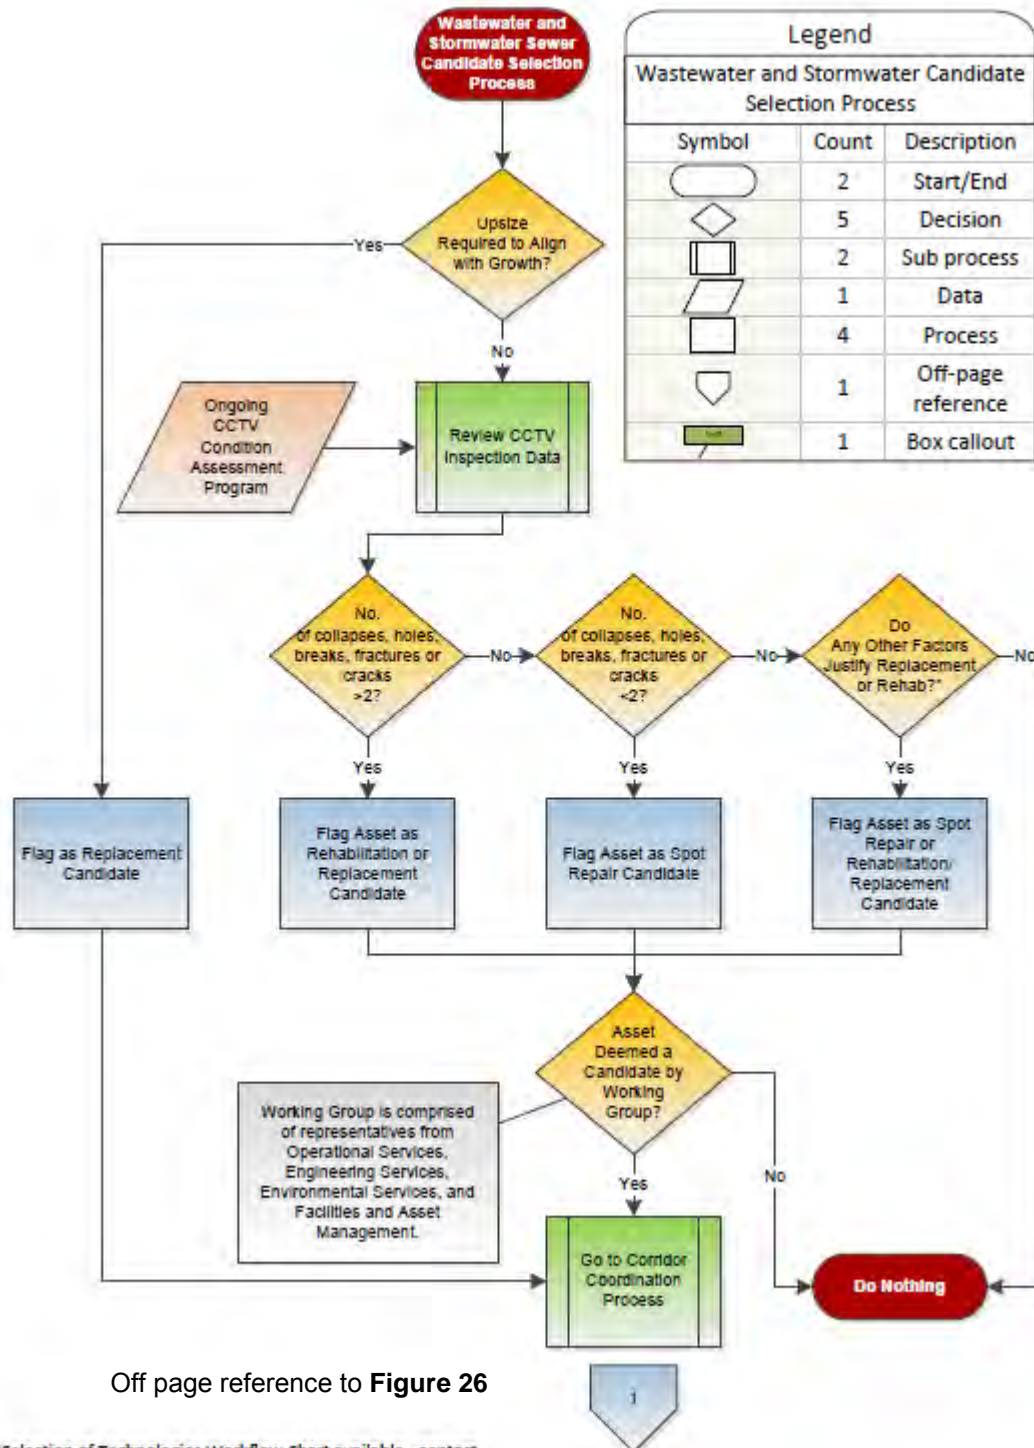 Wastewater and
Stormwater Sewer
Candidate Selection
Process
Legend
Wastewater and Stormwater Candidate
Selection Process
Symbol Count Description
2 Start/End
5 Decision
2 Sub process
1 Data
4 Process
1 Off-page
reference
1 Box callout
Upsize
Required to Align
with Growth?
Yes
No
Ongoing
CCTV
Condition
Assessment
Program
Review CCTV
Inspection Data
No.
of collapses, holes,
breaks, fractures or
cracks
>2?
No
No.
of collapses, holes,
breaks, fractures or
cracks
<2?
No
Do
Any Other Factors
Justify Replacement
or Rehab?*
No
Yes
Yes
Yes
Flag as Replacement
Candidate
Flag Asset as
Rehabilitation or
Replacement
Candidate
Flag Asset as Spot
Repair Candidate
Flag Asset as Spot
Repair or
Rehabilitation/
Replacement
Candidate
Asset
Deemed a
Candidate by
Working
Group?
Working Group is comprised
of representatives from
Operational Services,
Engineering Services,
Environmental Services, and
Facilities and Asset
Management.
Yes
No
Go to Corridor
Coordination
Process
Do Nothing
Off page reference to Figure 26
1